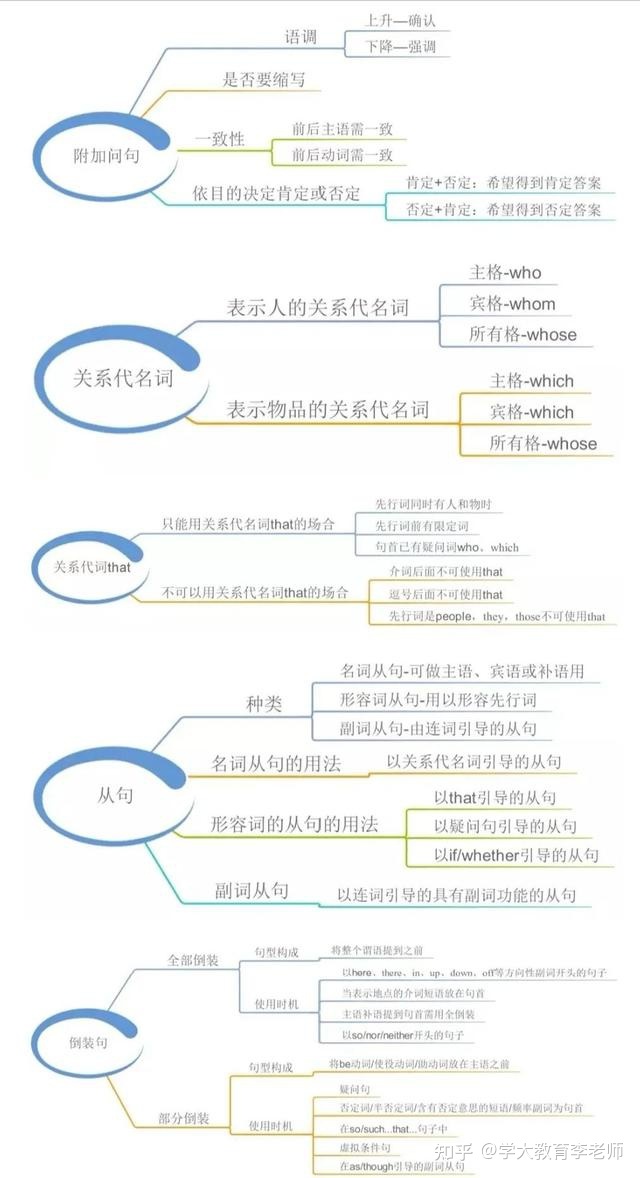 附加问句
语调
上升—确认
下降—强调
是否要缩写
一致性
前后主语需一致
前后动词需一致
依目的决定肯定或否定
肯定+否定：希望得到肯定答案
否定+肯定：希望得到否定答案
关系代名词
表示人的关系代名词
主格-who
宾格-whom
所有格-whose
表示物品的关系代名词
主格-which
宾格-which
所有格-whose
关系代词that
只能用关系代名词that的场合
先行词同时有人和物时
先行词前有限定词
句首已有疑问词who、which
不可以用关系代名词that的场合
介词后面不可使用that
逗号后面不可使用that
先行词是people，they，those不可使用that
从句
种类
名词从句-可做主语、宾语或补语用
形容词从句-用以形容先行词
副词从句-由连词引导的从句
名词从句的用法
以关系代名词引导的从句
形容词的从句的用法
以that引导的从句
以疑问句引导的从句
以if/whether引导的从句
副词从句
以连词引导的具有副词功能的从句
倒装句
全部倒装
句型构成
将整个谓语提到之前
使用时机
以here、there、in、up、down、off等方向性副词开头的句子
当表示地点的介词短语放在句首
主语补语提到句首需用全倒装
以so/nor/neither开头的句子
部分倒装
句型构成
将be动词/使役动词/助动词放在主语之前
使用时机
疑问句
否定词/半否定词/含有否定意思的短语/频率副词为句首
在so/such...that...句子中
虚拟条件句
在as/though引导的副词从句
知乎 @学大教育李老师